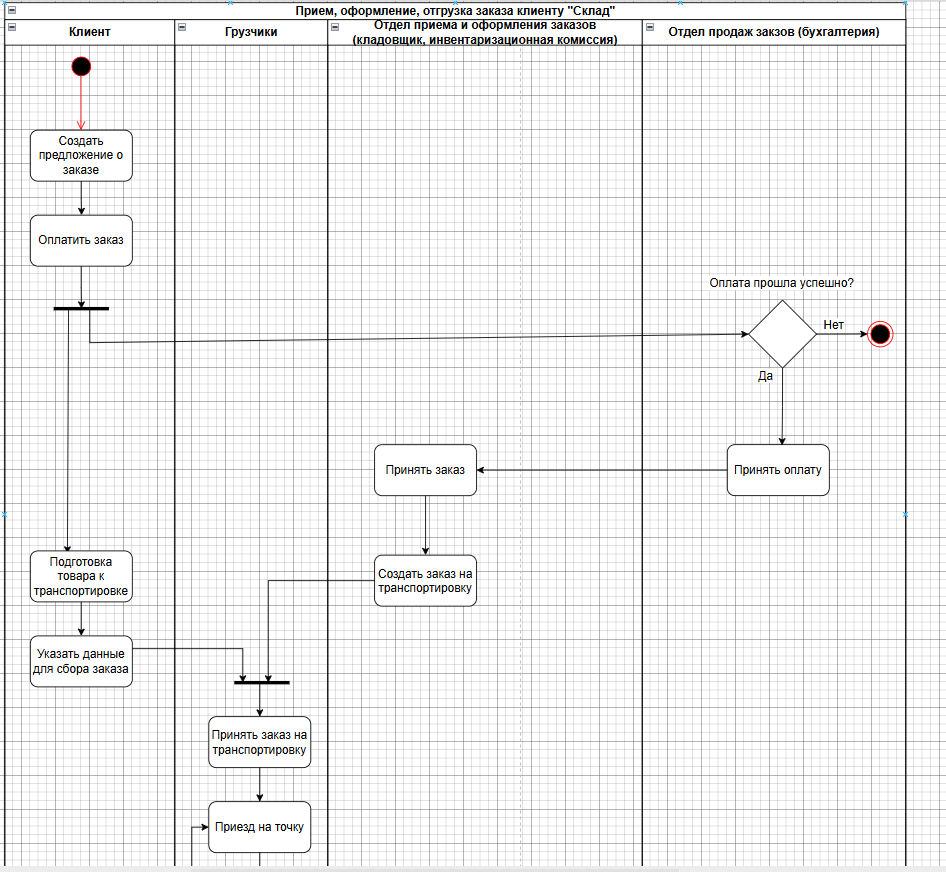 Прием, оформление, отгрузка заказа клиенту "Склад"
Клиент
Грузчики
Отдел приема и оформления заказов
(кладовщик, инвентаризационная комиссия)
Отдел продаж закзов (бухгалтерия)
Создать
предложение о
заказе
Оплатить заказ
Оплата прошла успешно?
Нет
Да
Принять заказ
Принять оплату
Подготовка
товара к
транспортировке
Создать заказ на
транспортировку
Указать данные
для сбора заказа
Принять заказ на
транспортировку
Приезд на точку